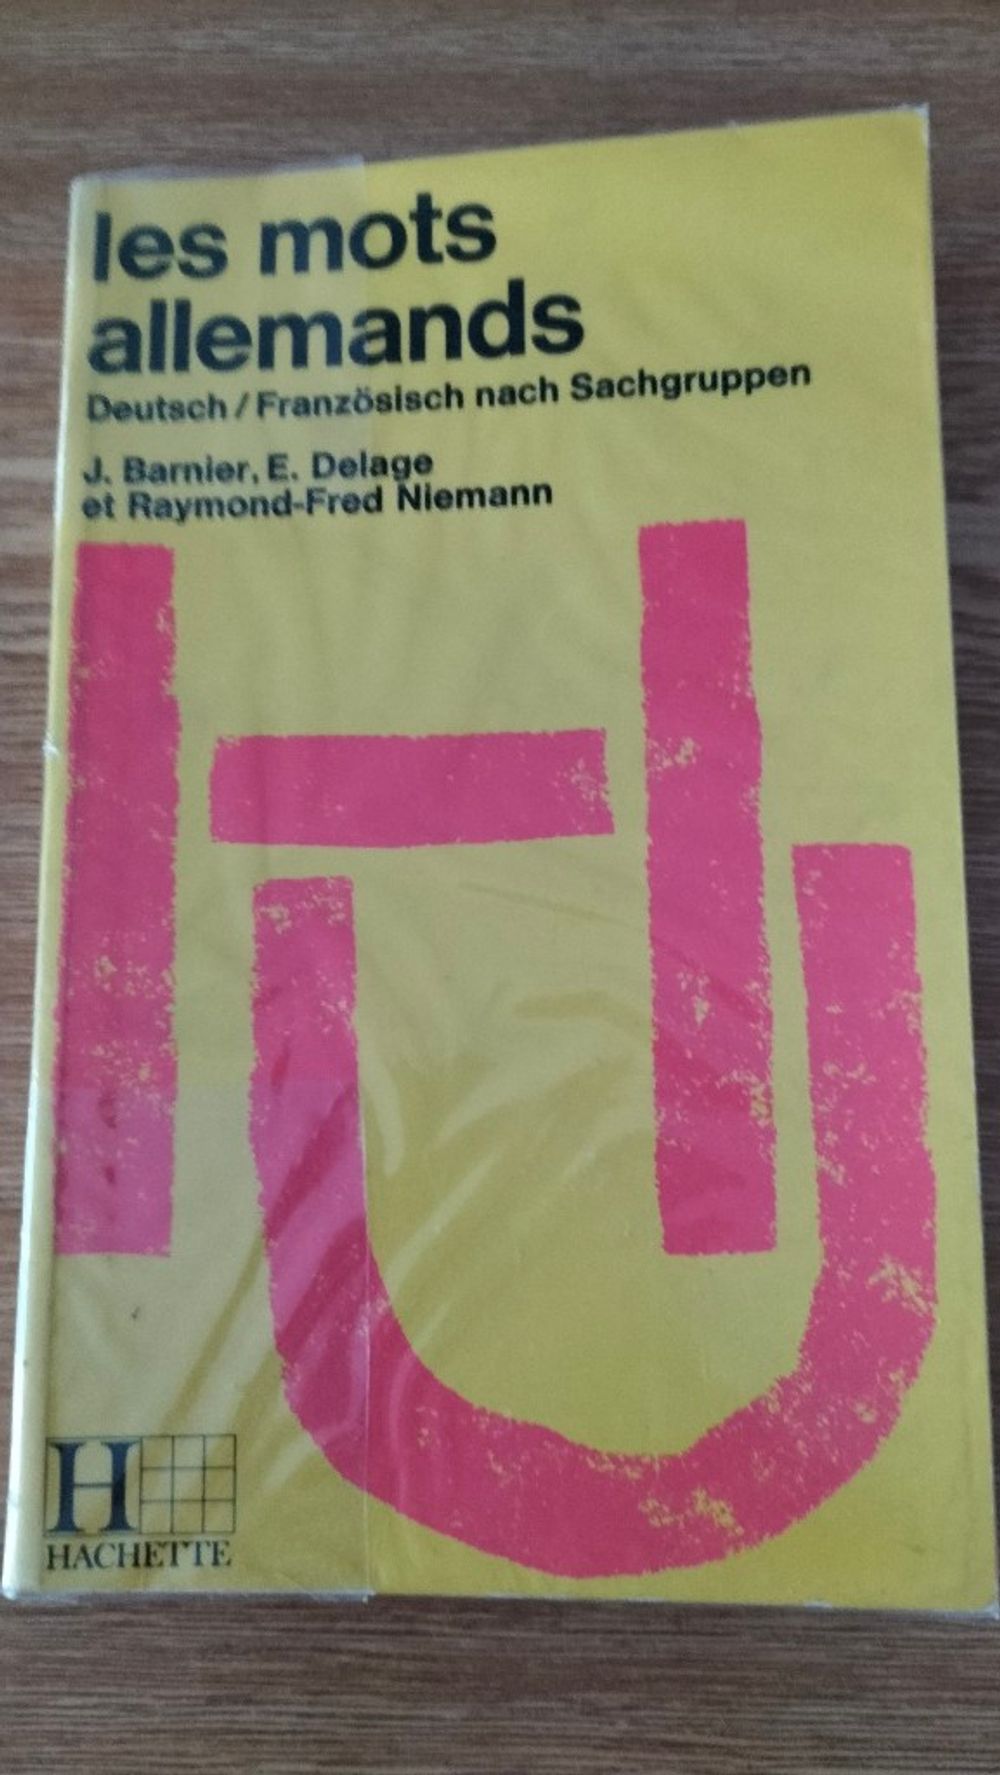 les mots
allemands
Deutsch / Französisch nach Sachgruppen
J. Barnier, E. Delage
et Raymond-Fred Niemann
H
HACHETTE